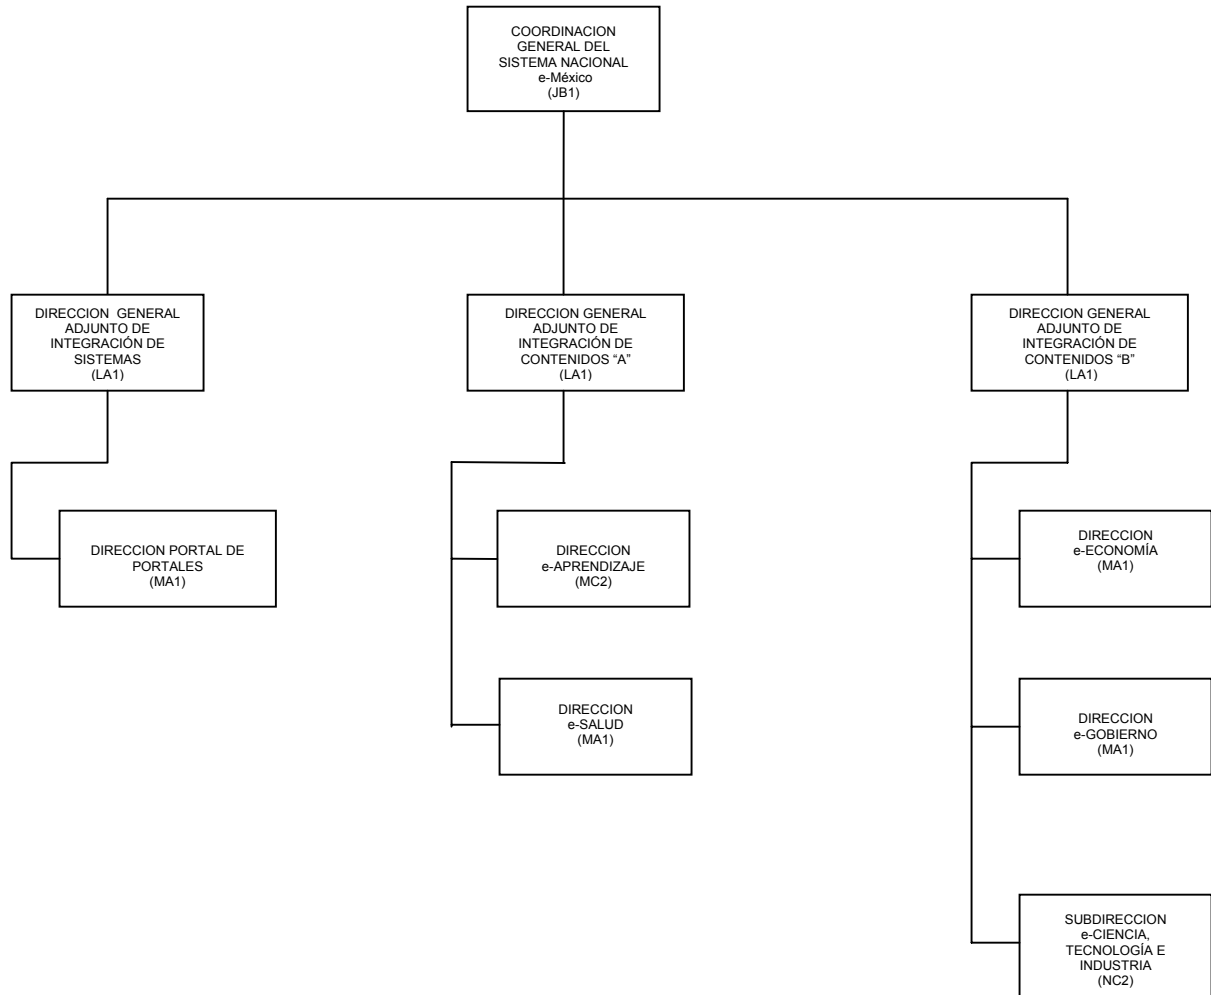 COORDINACION
GENERAL DEL
SISTEMA NACIONAL
e-México
(JB1)
DIRECCION GENERAL
ADJUNTO DE
INTEGRACIÓN DE
SISTEMAS
(LA1)
DIRECCION GENERAL
ADJUNTO DE
INTEGRACIÓN DE
CONTENIDOS “A”
(LA1)
DIRECCION GENERAL
ADJUNTO DE
INTEGRACIÓN DE
CONTENIDOS “B”
(LA1)
DIRECCION PORTAL DE
PORTALES
(MA1)
DIRECCION
e-APRENDIZAJE
(MC2)
DIRECCION
e-ECONOMÍA
(MA1)
DIRECCION
e-SALUD
(MA1)
DIRECCION
e-GOBIERNO
(MA1)
SUBDIRECCION
e-CIENCIA,
TECNOLOGÍA E
INDUSTRIA
(NC2)